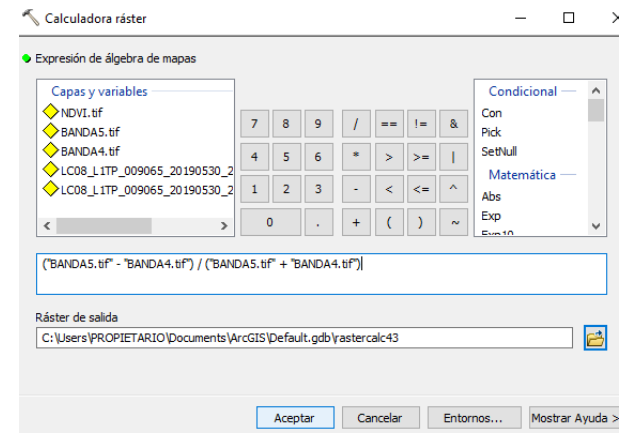 Calculadora ráster
Expresión de álgebra de mapas
Capas y variables
NDVI.tif
BANDA5.tif
BANDA4.tif
LC08_L1TP_009065_20190530_2
LC08_L1TP_009065_20190530_2
7 8 9 / == != &
4 5 6 * > >= |
1 2 3 - < <= ^
0 . + ( ) ~
Condicional
Con
Pick
SetNull
Matemática
Abs
Exp
Exp10
("BANDA5.tif" - "BANDA4.tif") / ("BANDA5.tif" + "BANDA4.tif")
Ráster de salida
C:\Users\PROPIETARIO\Documents\ArcGIS\Default.gdb\rastercalc43
Aceptar Cancelar Entornos... Mostrar Ayuda >